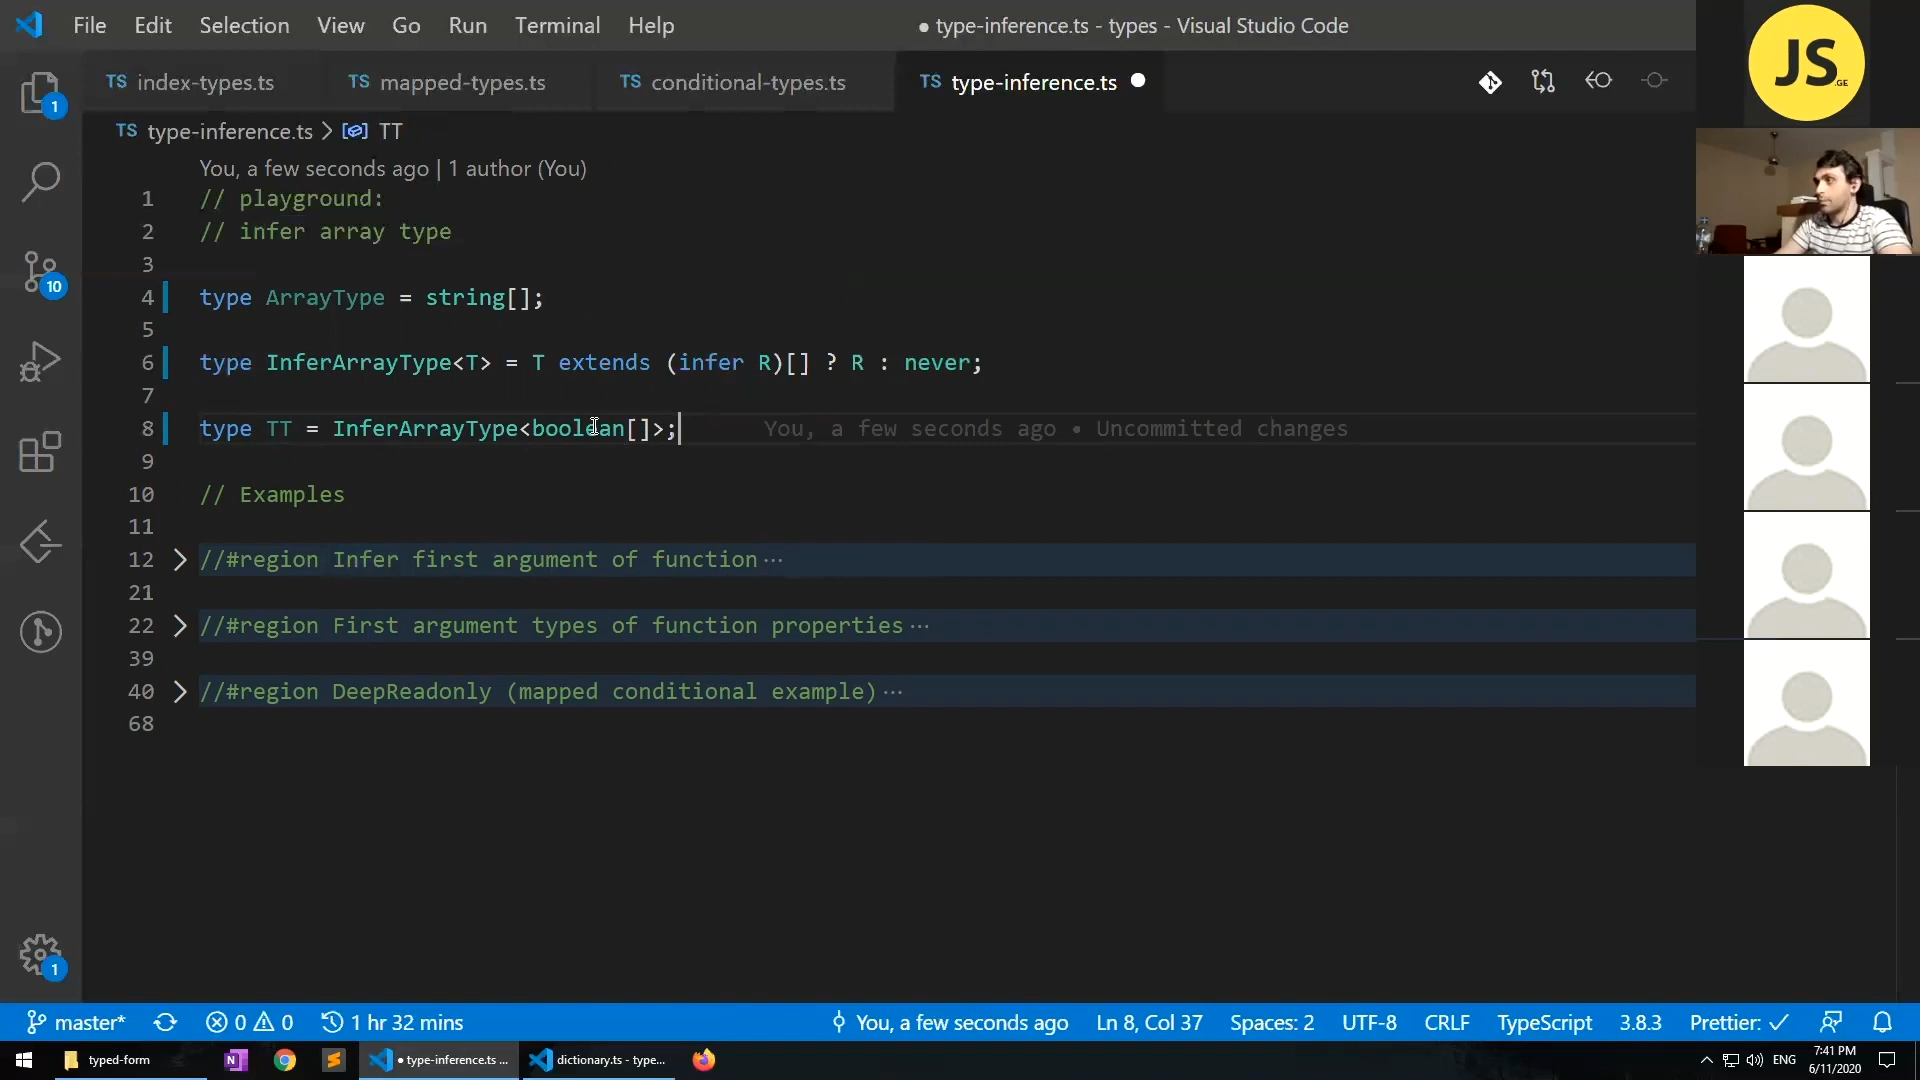 File Edit Selection View Go Run Terminal Help
● type-inference.ts - types - Visual Studio Code
JS.GE
TS index-types.ts
TS mapped-types.ts
TS conditional-types.ts
TS type-inference.ts
TS type-inference.ts > TT
You, a few seconds ago | 1 author (You)
1 // playground:
2 // infer array type
3
4 type ArrayType = string[];
5
6 type InferArrayType<T> = T extends (infer R)[] ? R : never;
7
8 type TT = InferArrayType<boolean[]>; You, a few seconds ago • Uncommitted changes
9
10 // Examples
11
12 //#region Infer first argument of function ···
21
22 //#region First argument types of function properties ···
39
40 //#region DeepReadonly (mapped conditional example) ···
68
1
10
1
master* 0 0 1 hr 32 mins You, a few seconds ago Ln 8, Col 37 Spaces: 2 UTF-8 CRLF TypeScript 3.8.3 Prettier: ✓
typed-form
N
● type-inference.ts ...
dictionary.ts - type...
ENG
7:41 PM
6/11/2020